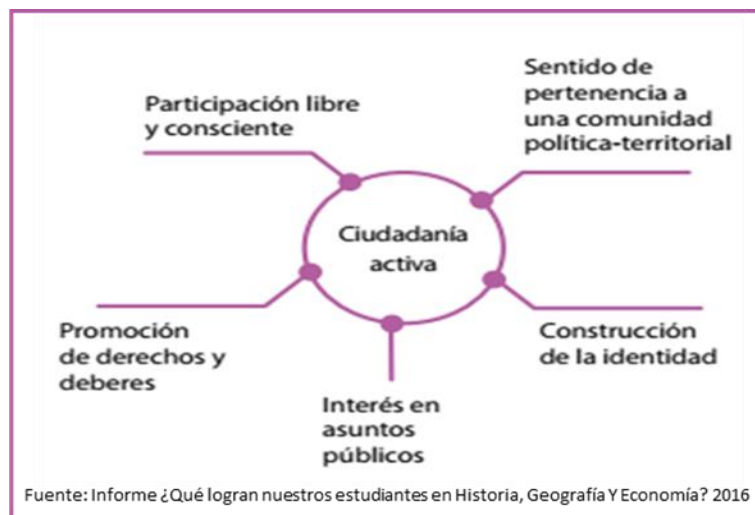 Participación libre
y consciente
Sentido de
pertenencia a
una comunidad
política-territorial
Ciudadanía
activa
Promoción
de derechos y
deberes
Interés en
asuntos
públicos
Construcción
de la identidad
Fuente: Informe ¿Qué logran nuestros estudiantes en Historia, Geografía Y Economía? 2016